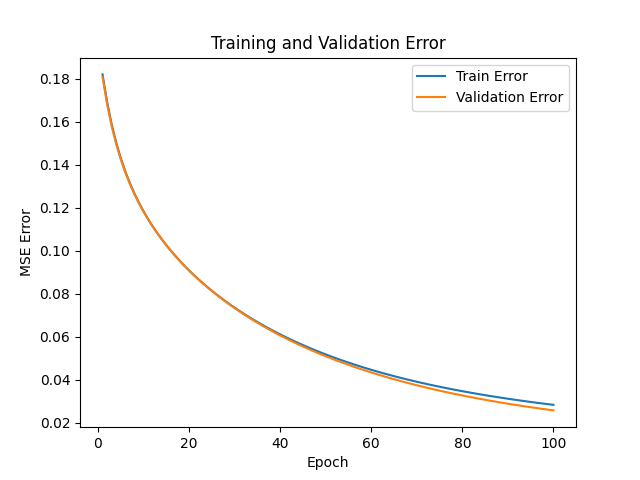 Training and Validation Error
Train Error
Validation Error
MSE Error
0.18
0.16
0.14
0.12
0.10
0.08
0.06
0.04
0.02
0 20 40 60 80 100
Epoch